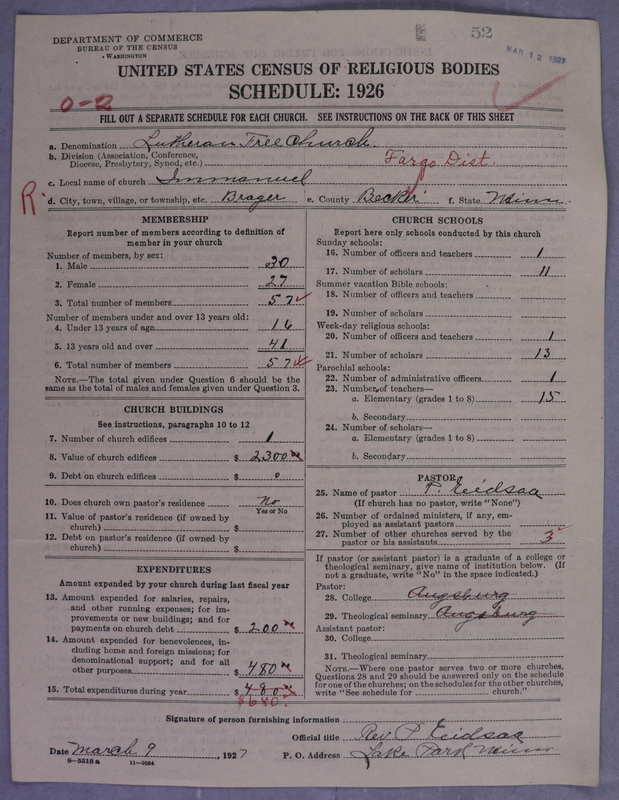 DEPARTMENT OF COMMERCE
BUREAU OF THE CENSUS
WASHINGTON
52
MAR 12 1927
UNITED STATES CENSUS OF RELIGIOUS BODIES
SCHEDULE: 1926
0-2
FILL OUT A SEPARATE SCHEDULE FOR EACH CHURCH. SEE INSTRUCTIONS ON THE BACK OF THIS SHEET
a. Denomination Lutheran Free Church
b. Division (Association, Conference, Diocese, Presbytery, Synod, etc.) Fargo Dist.
c. Local name of church Immanuel
R. d. City, town, village, or township, etc. Brager e. County Becker f. State Minn.
MEMBERSHIP
Report number of members according to definition of
member in your church
Number of members, by sex:
1. Male 30
2. Female 27
3. Total number of members 57
Number of members under and over 13 years old:
4. Under 13 years of age 16
5. 13 years old and over 41
6. Total number of members 57
NOTE.—The total given under Question 6 should be
same as the total of males and females given under Question 3.
CHURCH BUILDINGS
See instructions, paragraphs 10 to 12
7. Number of church edifices 1
8. Value of church edifices $ 2300
9. Debt on church edifices $ 0
10. Does church own pastor's residence No
Yes or No
11. Value of pastor's residence (if owned by
church) $
12. Debt on pastor's residence (if owned by
church) $
EXPENDITURES
Amount expended by your church during last fiscal year
13. Amount expended for salaries, repairs,
and other running expenses; for im-
provements or new buildings; and for
payments on church debt $ 200
14. Amount expended for benevolences, in-
cluding home and foreign missions; for
denominational support; and for all
other purposes $ 480
15. Total expenditures during year $ 480
$680
CHURCH SCHOOLS
Report here only schools conducted by this church
Sunday schools:
16. Number of officers and teachers 1
17. Number of scholars 11
Summer vacation Bible schools:
18. Number of officers and teachers
19. Number of scholars
Week-day religious schools:
20. Number of officers and teachers 1
21. Number of scholars 13
Parochial schools:
22. Number of administrative officers 1
23. Number of teachers—
a. Elementary (grades 1 to 8) 15
b. Secondary
24. Number of scholars—
a. Elementary (grades 1 to 8)
b. Secondary
PASTOR
25. Name of pastor P. Eidsaa
(If church has no pastor, write "None")
26. Number of ordained ministers, if any, em-
ployed as assistant pastors
27. Number of other churches served by the
pastor or his assistants 3
If pastor (or assistant pastor) is a graduate of a college or
theological seminary, give name of institution below. (If
not a graduate, write "No" in the space indicated.)
Pastor:
28. College Augsburg
29. Theological seminary Augsburg
Assistant pastor:
30. College
31. Theological seminary
NOTE.—Where one pastor serves two or more churches,
Questions 28 and 29 should be answered only on the schedule
for one of the churches; on the schedules for the other churches,
write "See schedule for church."
Signature of person furnishing information
Official title Rev. P. Eidsaa
Date March 9, 1927 P. O. Address Lake Park Minn
8—5518 a 11—9054